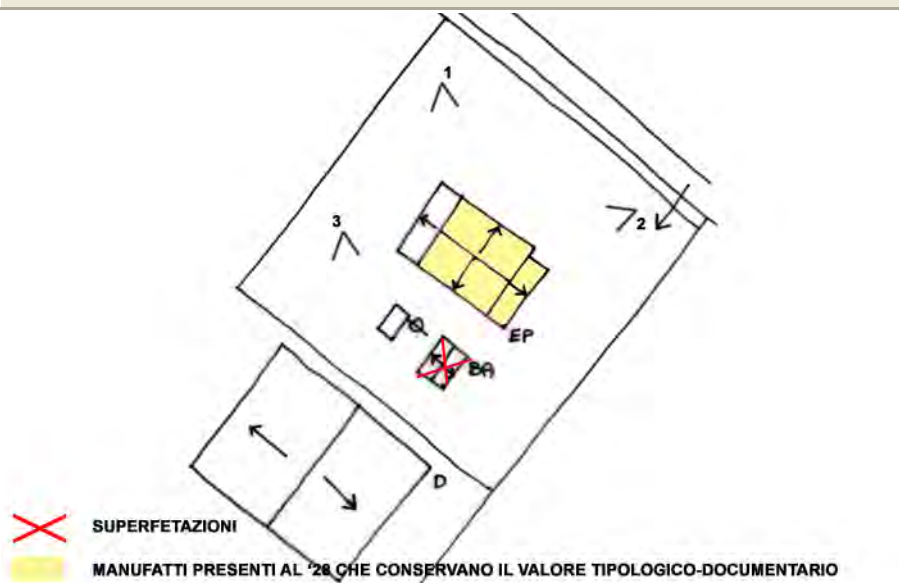 1
2
3
EP
BA
D
SUPERFETAZIONI
MANUFATTI PRESENTI AL '28 CHE CONSERVANO IL VALORE TIPOLOGICO-DOCUMENTARIO